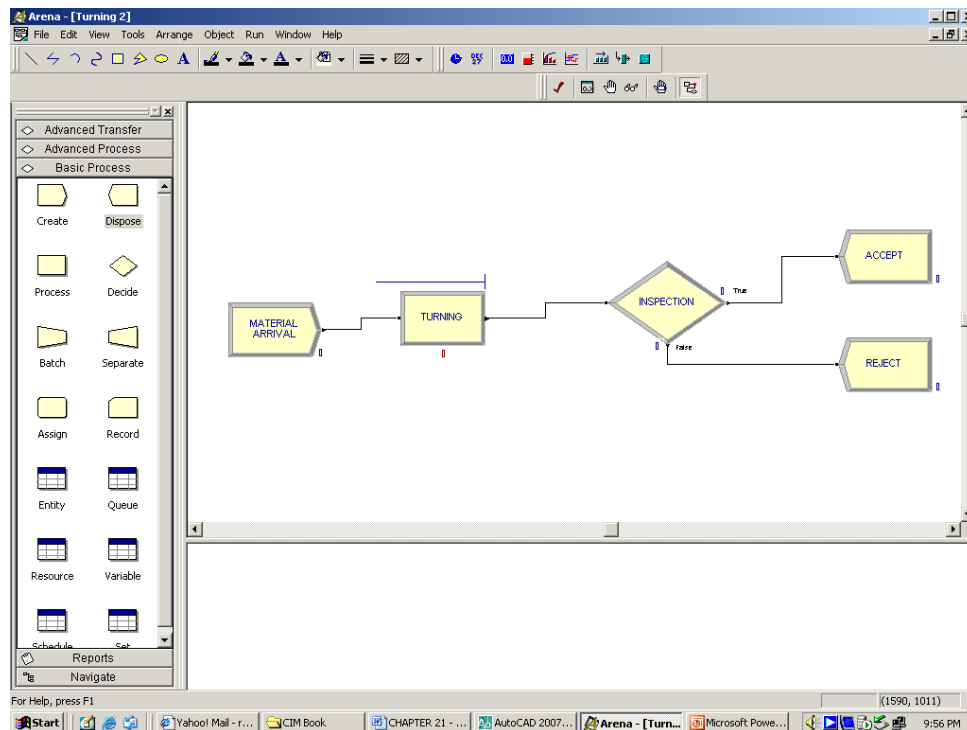 Arena - [Turning 2]
File Edit View Tools Arrange Object Run Window Help
Advanced Transfer
Advanced Process
Basic Process
Create Dispose
Process Decide
Batch Separate
Assign Record
Entity Queue
Resource Variable
Schedule Set
Reports
Navigate
MATERIAL
ARRIVAL
TURNING
INSPECTION
True
False
ACCEPT
REJECT
For Help, press F1
(1590, 1011)
Start
Yahoo! Mail - r...
CIM Book
CHAPTER 21 - ...
AutoCAD 2007...
Arena - [Turn...
Microsoft Powe...
9:56 PM